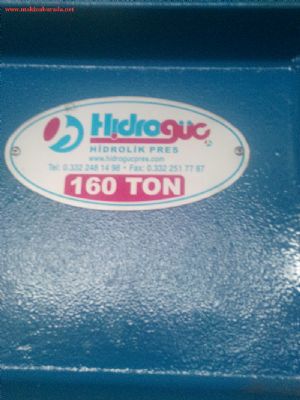 www.makinaburada.net
Hidrogüç
HİDROLİK PRES
www.hidrogucpres.com
Tel: 0.332 248 14 98 • Fax: 0.332 251 77 87
160 TON